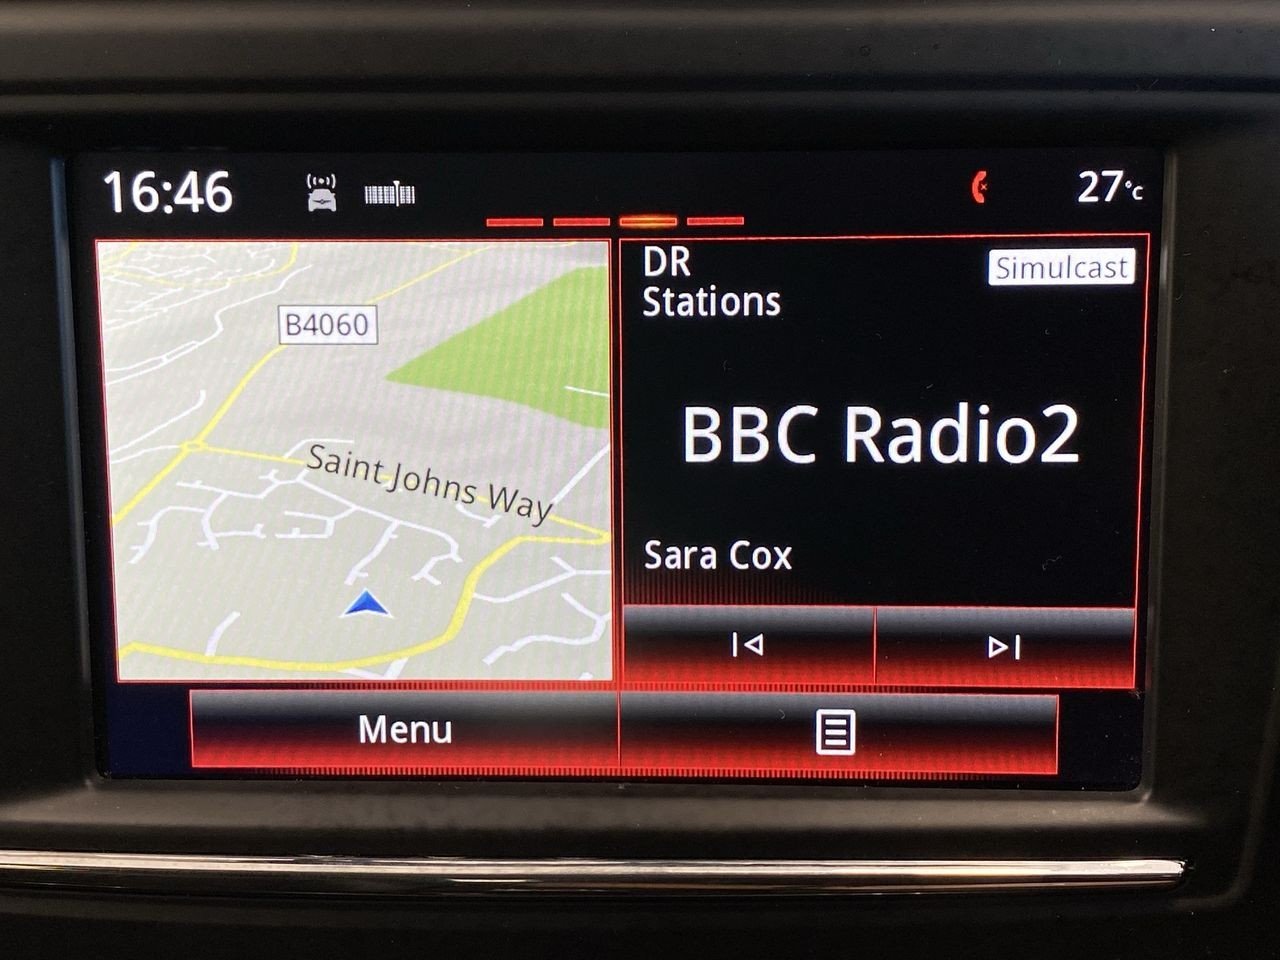 16:46
27°C
B4060
Saint Johns Way
DR
Stations
Simulcast
BBC Radio2
Sara Cox
Menu